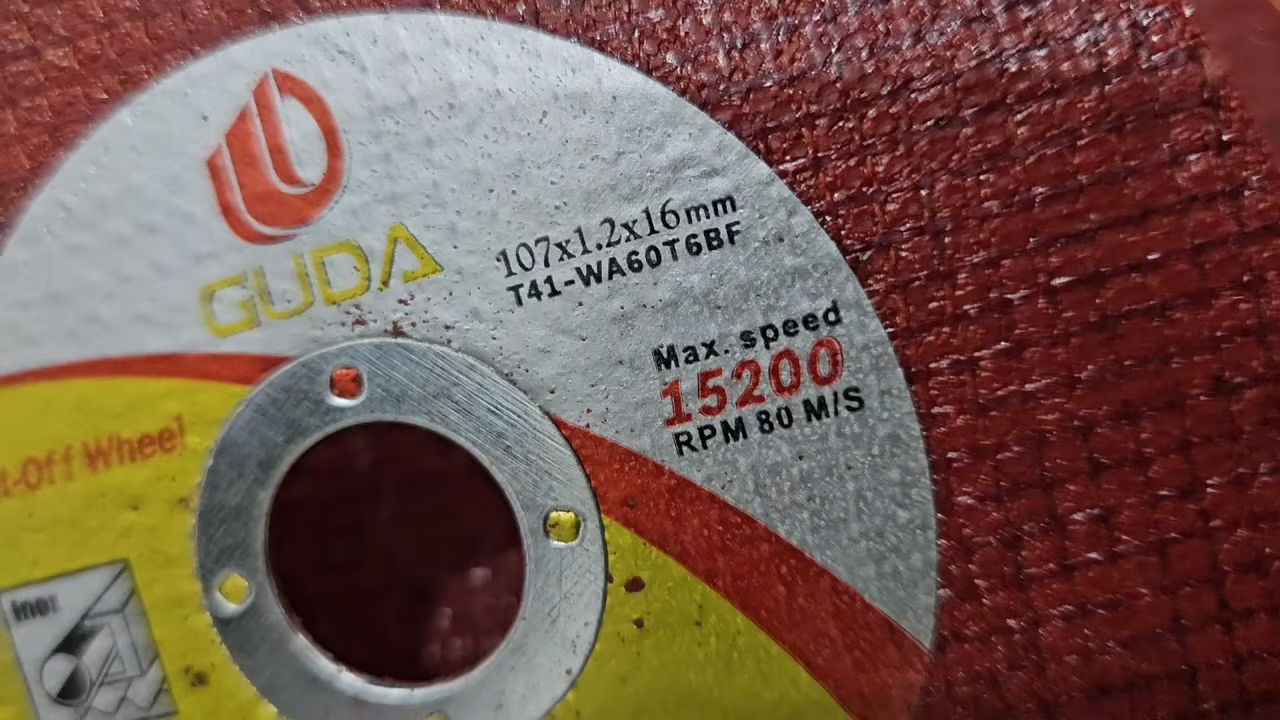 GUDA
107x1.2x16mm
T41-WA60T6BF
Max. speed
15200
RPM 80 M/S
t-Off Wheel
inox